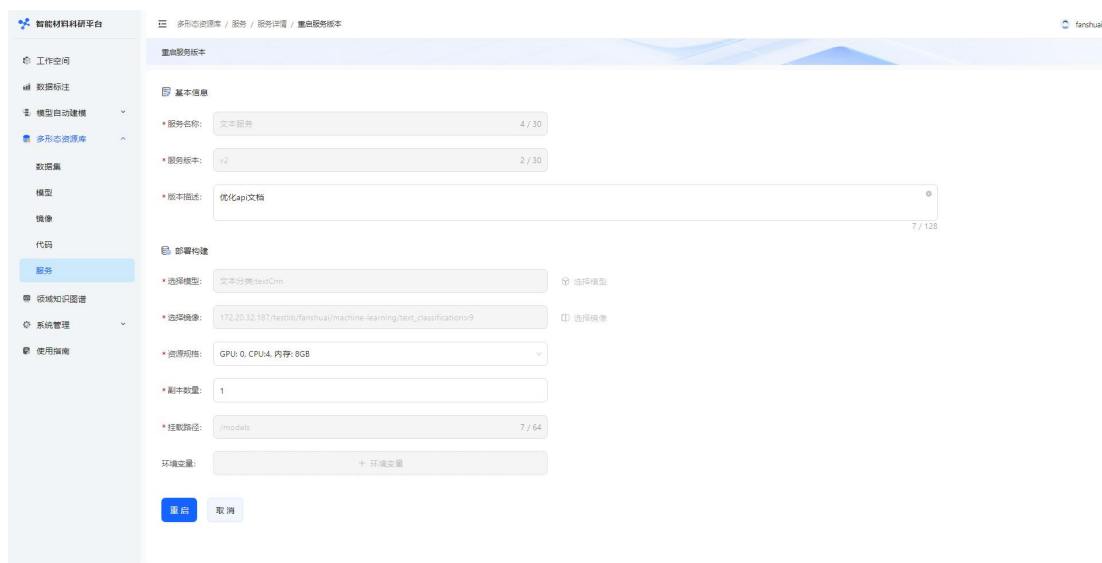 智能材料科研平台
多形态资源库 / 服务 / 服务详情 / 重启服务版本
fanshuai
工作空间
数据标注
模型自动建模
多形态资源库
数据集
模型
镜像
代码
服务
领域知识图谱
系统管理
使用指南
重启服务版本
基本信息
* 服务名称: 文本服务 4 / 30
* 服务版本: v2 2 / 30
* 版本描述: 优化api文档
7 / 128
部署构建
* 选择模型: 文本分类/textCnn 选择模型
* 选择镜像: 172.20.32.187/testlib/fanshuai/machine-learning/text_classification:v9 选择镜像
* 资源规格: GPU: 0, CPU:4, 内存: 8GB
* 副本数量: 1
* 挂载路径: /models 7 / 64
环境变量: + 环境变量
重启 取消